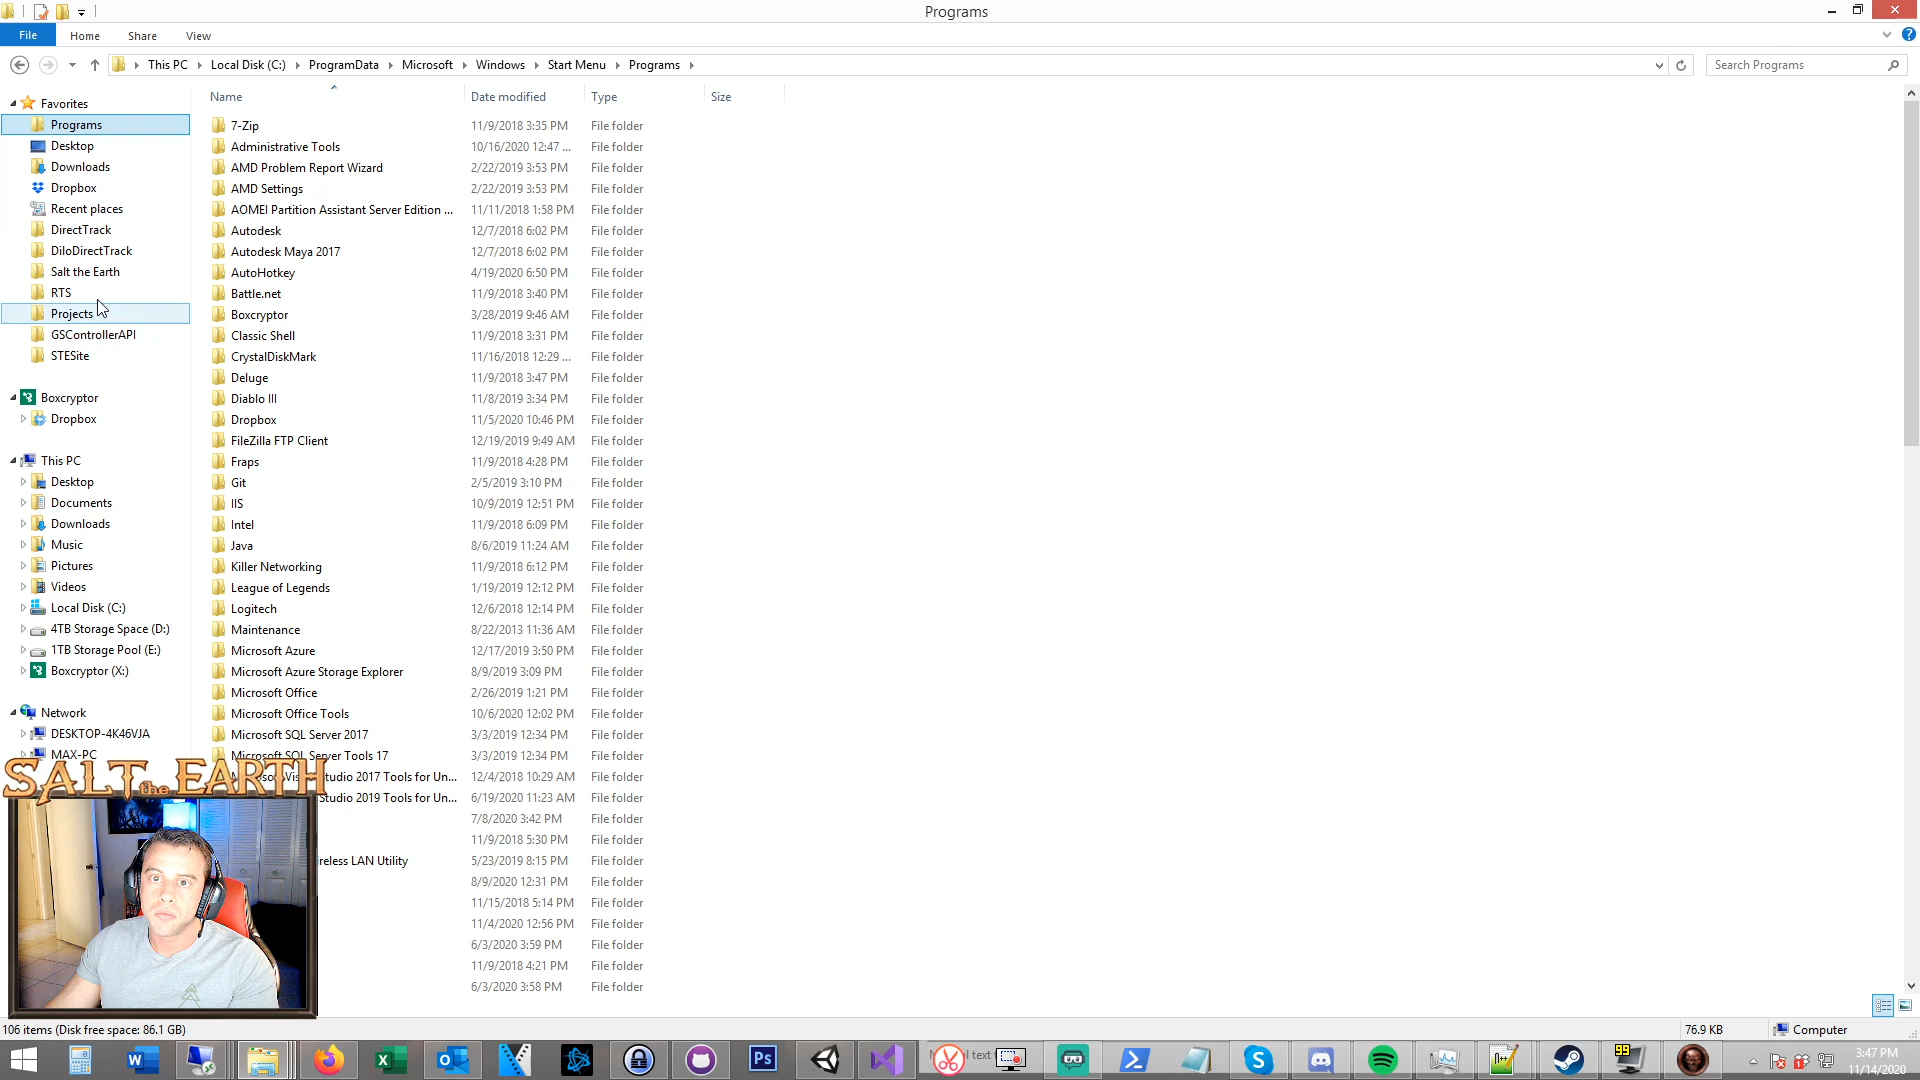 Programs
File Home Share View
This PC Local Disk (C:) ProgramData Microsoft Windows Start Menu Programs
Search Programs
Name Date modified Type Size
Favorites
Programs
Desktop
Downloads
Dropbox
Recent places
DirectTrack
DiloDirectTrack
Salt the Earth
RTS
Projects
GSControllerAPI
STESite
Boxcryptor
Dropbox
This PC
Desktop
Documents
Downloads
Music
Pictures
Videos
Local Disk (C:)
4TB Storage Space (D:)
1TB Storage Pool (E:)
Boxcryptor (X:)
Network
DESKTOP-4K46VJA
MAX-PC
7-Zip 11/9/2018 3:35 PM File folder
Administrative Tools 10/16/2020 12:47 ... File folder
AMD Problem Report Wizard 2/22/2019 3:53 PM File folder
AMD Settings 2/22/2019 3:53 PM File folder
AOMEI Partition Assistant Server Edition ... 11/11/2018 1:58 PM File folder
Autodesk 12/7/2018 6:02 PM File folder
Autodesk Maya 2017 12/7/2018 6:02 PM File folder
AutoHotkey 4/19/2020 6:50 PM File folder
Battle.net 11/9/2018 3:40 PM File folder
Boxcryptor 3/28/2019 9:46 AM File folder
Classic Shell 11/9/2018 3:31 PM File folder
CrystalDiskMark 11/16/2018 12:29 ... File folder
Deluge 11/9/2018 3:47 PM File folder
Diablo III 11/8/2019 3:34 PM File folder
Dropbox 11/5/2020 10:46 PM File folder
FileZilla FTP Client 12/19/2019 9:49 AM File folder
Fraps 11/9/2018 4:28 PM File folder
Git 2/5/2019 3:10 PM File folder
IIS 10/9/2019 12:51 PM File folder
Intel 11/9/2018 6:09 PM File folder
Java 8/6/2019 11:24 AM File folder
Killer Networking 11/9/2018 6:12 PM File folder
League of Legends 1/19/2019 12:12 PM File folder
Logitech 12/6/2018 12:14 PM File folder
Maintenance 8/22/2013 11:36 AM File folder
Microsoft Azure 12/17/2019 3:50 PM File folder
Microsoft Azure Storage Explorer 8/9/2019 3:09 PM File folder
Microsoft Office 2/26/2019 1:21 PM File folder
Microsoft Office Tools 10/6/2020 12:02 PM File folder
Microsoft SQL Server 2017 3/3/2019 12:34 PM File folder
Microsoft SQL Server Tools 17 3/3/2019 12:34 PM File folder
Studio 2017 Tools for Un... 12/4/2018 10:29 AM File folder
Studio 2019 Tools for Un... 6/19/2020 11:23 AM File folder
7/8/2020 3:42 PM File folder
11/9/2018 5:30 PM File folder
ireless LAN Utility 5/23/2019 8:15 PM File folder
8/9/2020 12:31 PM File folder
11/15/2018 5:14 PM File folder
11/4/2020 12:56 PM File folder
6/3/2020 3:59 PM File folder
11/9/2018 4:21 PM File folder
6/3/2020 3:58 PM File folder
SALT the EARTH
106 items (Disk free space: 86.1 GB) 76.9 KB Computer
99
3:47 PM
11/14/2020